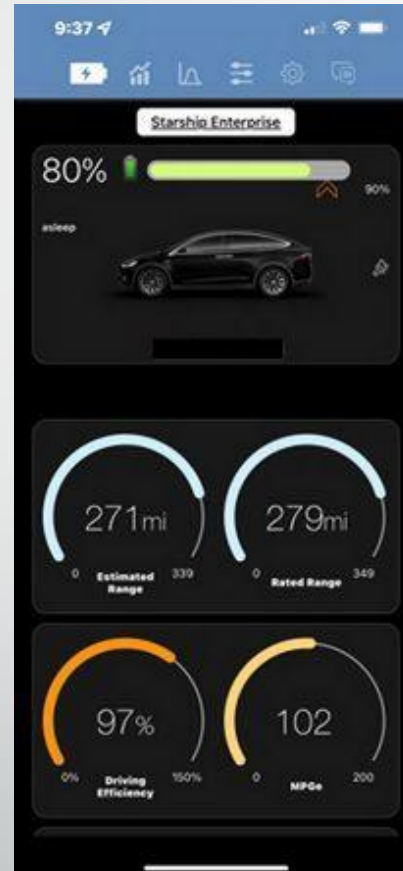 9:37
Starship Enterprise
80%
90%
asleep
271mi
0 Estimated Range 339
279mi
0 Rated Range 349
97%
0% Driving Efficiency 150%
102
0 MPGe 200